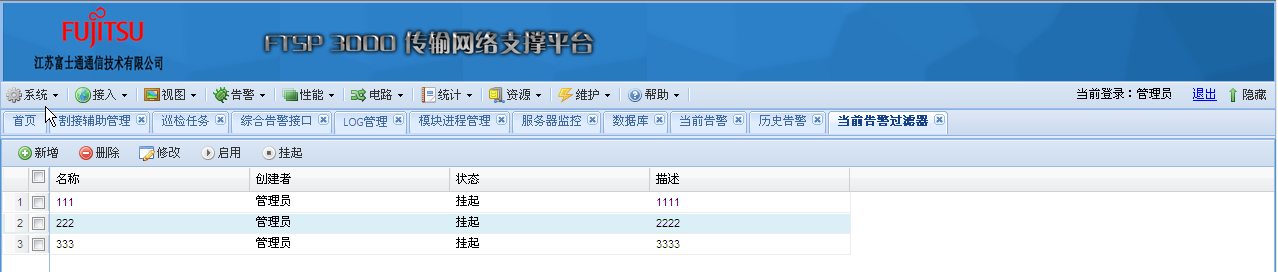 FUJITSU
江苏富士通通信技术有限公司
FTSP 3000 传输网络支撑平台
系统 接入 视图 告警 性能 电路 统计 资源 维护 帮助 当前登录：管理员 退出 隐藏
首页 割接辅助管理 巡检任务 综合告警接口 LOG管理 模块进程管理 服务器监控 数据库 当前告警 历史告警 当前告警过滤器
新增 删除 修改 启用 挂起
名称 创建者 状态 描述
1 111 管理员 挂起 1111
2 222 管理员 挂起 2222
3 333 管理员 挂起 3333